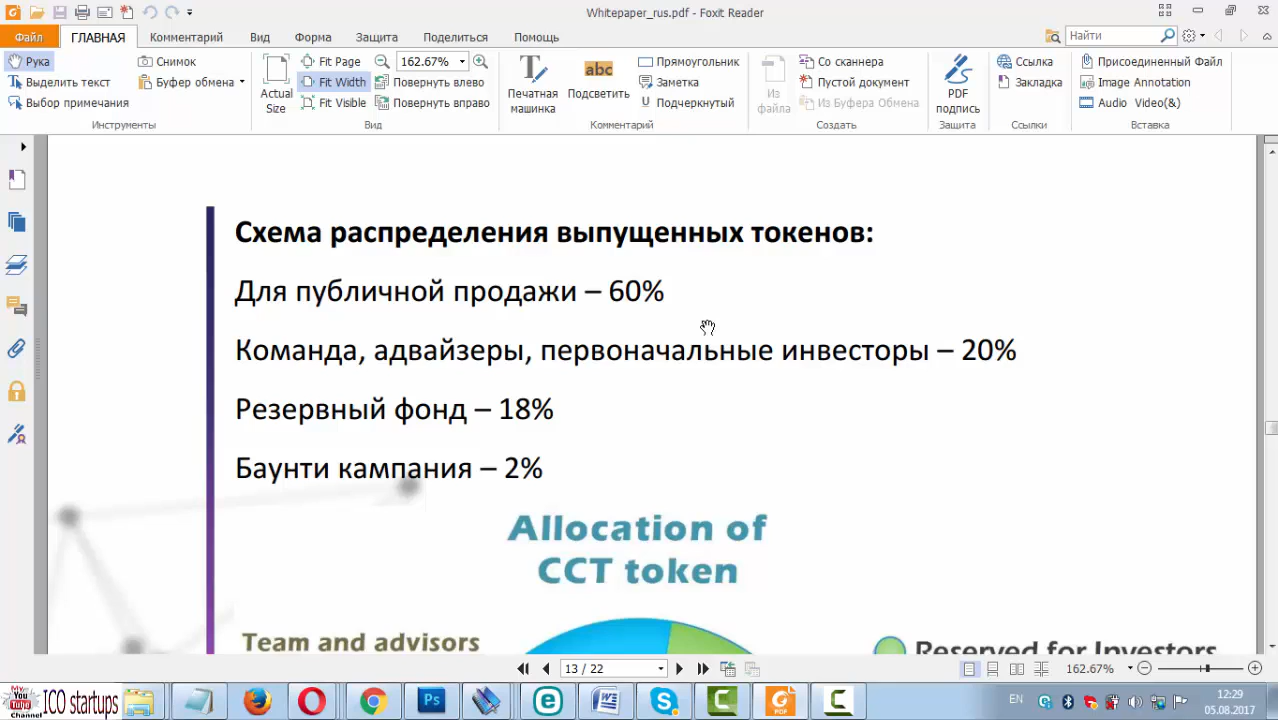 Whitepaper_rus.pdf - Foxit Reader
Файл ГЛАВНАЯ Комментарий Вид Форма Защита Поделиться Помощь Найти
Рука
Выделить текст
Выбор примечания
Инструменты
Снимок
Буфер обмена
Actual Size
Fit Page
Fit Width
Fit Visible
162.67%
Повернуть влево
Повернуть вправо
Вид
Печатная машинка
abc
Подсветить
Прямоугольник
Заметка
Подчеркнутый
Комментарий
Из файла
Со сканнера
Пустой документ
Из Буфера Обмена
Создать
PDF подпись
Защита
Ссылка
Закладка
Ссылки
Присоединенный Файл
Image Annotation
Audio Video(&)
Вставка
Схема распределения выпущенных токенов:
Для публичной продажи – 60%
Команда, адвайзеры, первоначальные инвесторы – 20%
Резервный фонд – 18%
Баунти кампания – 2%
Allocation of
CCT token
Team and advisors
Reserved for Investors
13 / 22
162.67%
My
You
Tube
Channel
ICO startups
Ps
EN
12:29
05.08.2017